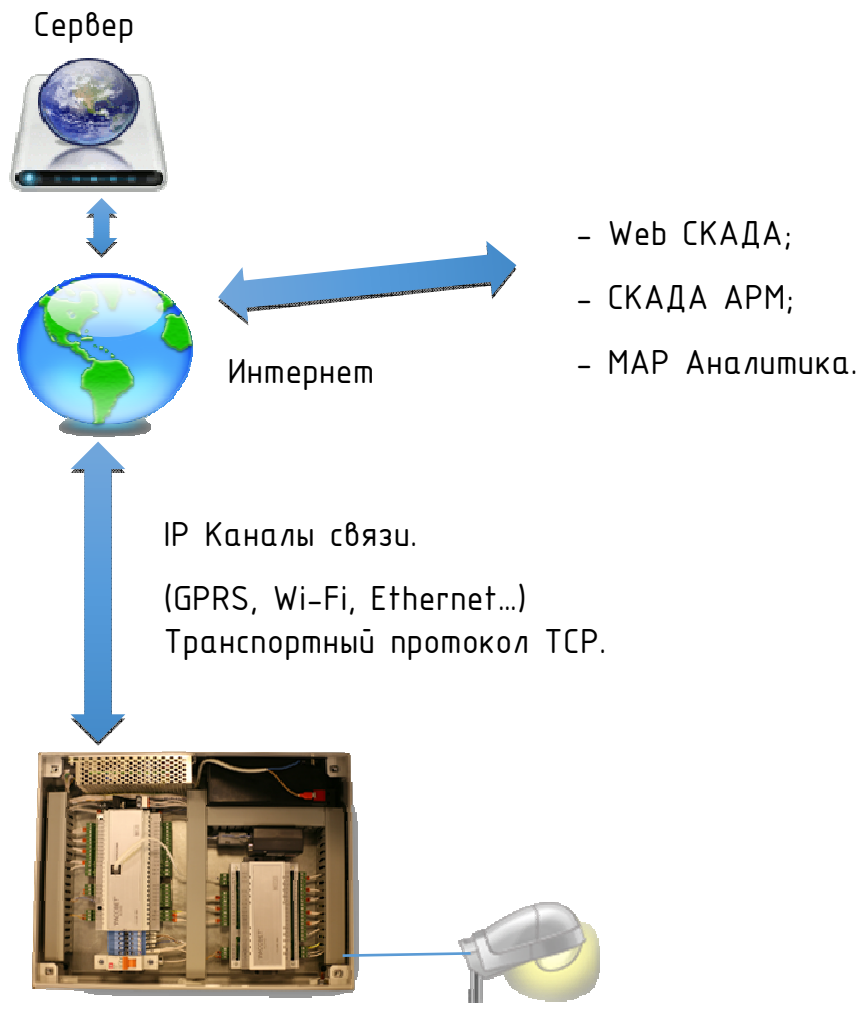 Сервер
- Web СКАДА;
- СКАДА АРМ;
Интернет
- МАР Аналитика.
IP Каналы связи.
(GPRS, Wi-Fi, Ethernet...)
Транспортный протокол TCP.